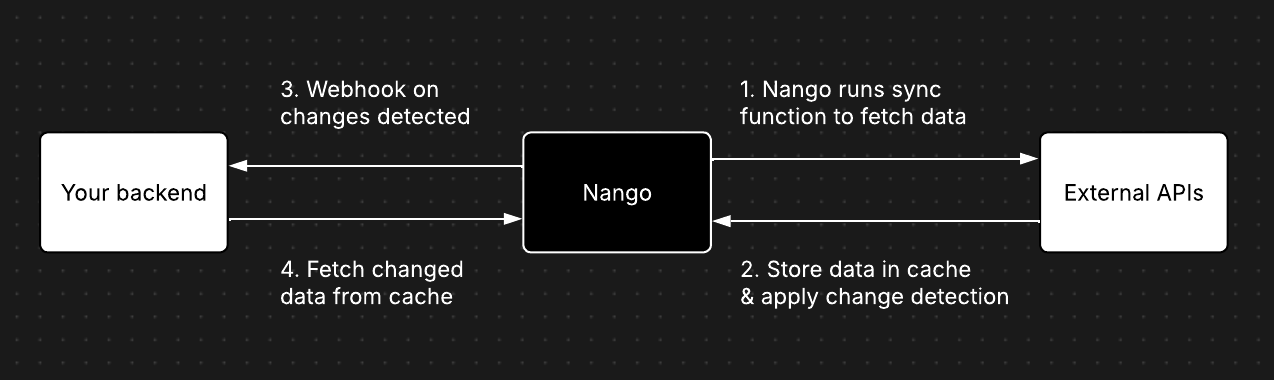 3. Webhook on
changes detected
1. Nango runs sync
function to fetch data
Your backend
Nango
External APIs
4. Fetch changed
data from cache
2. Store data in cache
& apply change detection